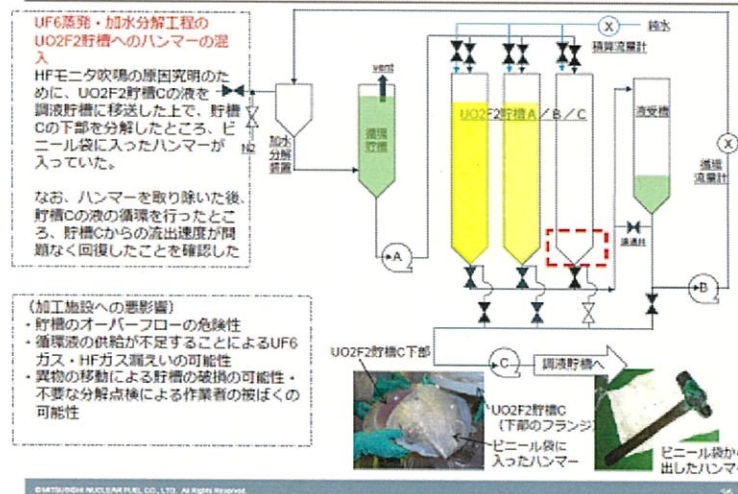 UF6蒸発・加水分解工程の
UO2F2貯槽へのハンマーの混
入
HFモニタ吹鳴の原因究明のた
めに、UO2F2貯槽Cの液を
調液貯槽に移送した上で、貯槽
Cの下部を分解したところ、ビ
ニール袋に入ったハンマーが
入っていた。
なお、ハンマーを取り除いた後、
貯槽Cの液の循環を行ったとこ
ろ、貯槽Cからの流出速度が問
題なく回復したことを確認した
N2
加水
分解
装置
vent
循環
貯槽
A
UO2F2貯槽A/B/C
X
純水
積算流量計
液受槽
X
循環
流量計
B
C
調液貯槽へ
(加工施設への悪影響)
・貯槽のオーバーフローの危険性
・循環液の供給が不足することによるUF6
ガス・HFガス漏えいの可能性
・異物の移動による貯槽の破損の可能性・
不要な分解点検による作業者の被ばくの
可能性
UO2F2貯槽C下部
UO2F2貯槽C
(下部のフランジ)
ビニール袋に
入ったハンマー
ビニール袋から
出したハンマー
©MITSUBISHI NUCLEAR FUEL CO., LTD. All Rights Reserved.